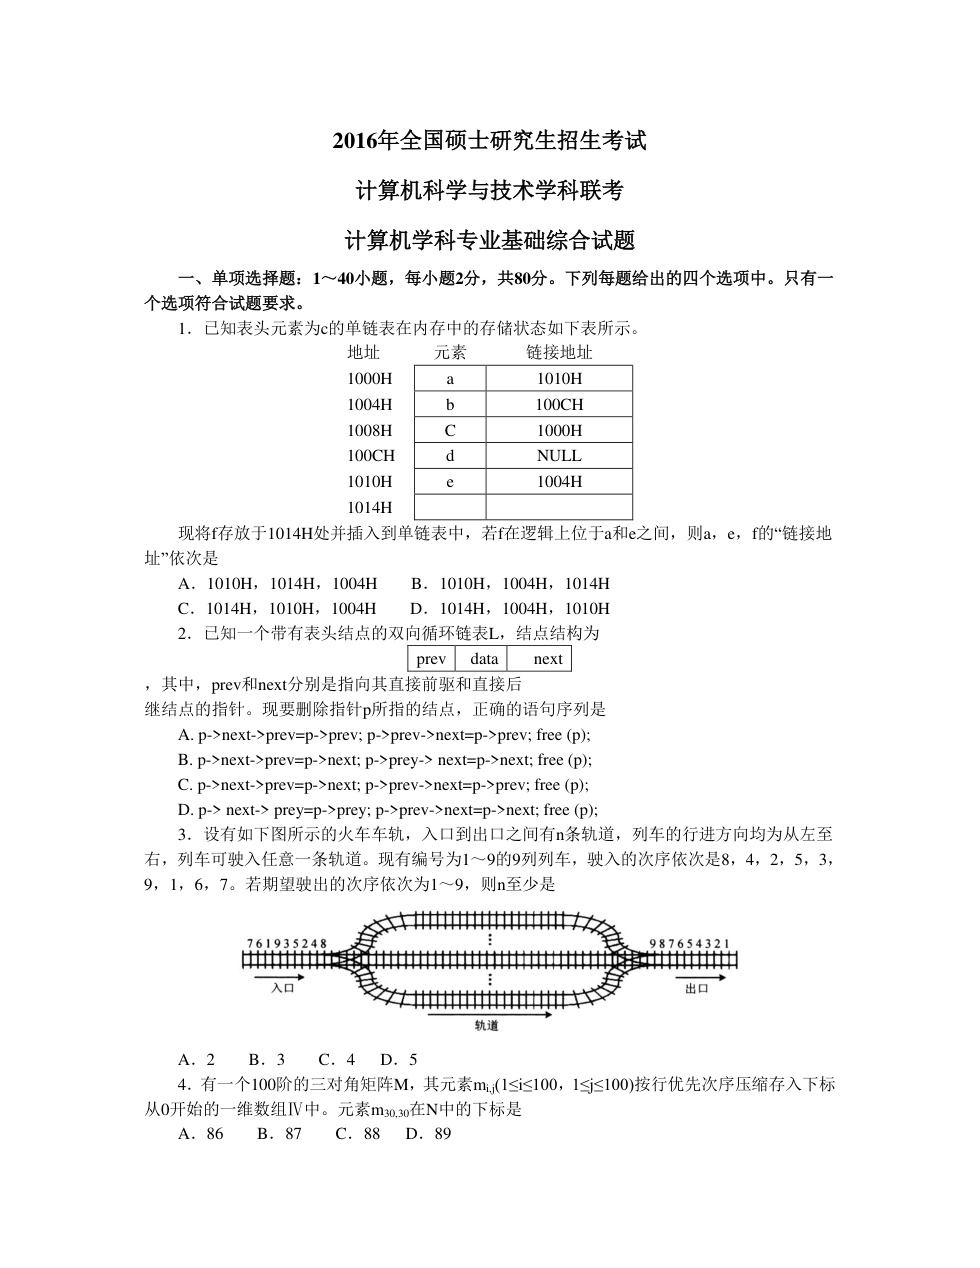 2016年全国硕士研究生招生考试
计算机科学与技术学科联考
计算机学科专业基础综合试题
一、单项选择题：1～40小题，每小题2分，共80分。下列每题给出的四个选项中。只有一
个选项符合试题要求。
1．已知表头元素为c的单链表在内存中的存储状态如下表所示。
地址 元素 链接地址
1000H a 1010H
1004H b 100CH
1008H C 1000H
100CH d NULL
1010H e 1004H
1014H
现将f存放于1014H处并插入到单链表中，若f在逻辑上位于a和e之间，则a，e，f的“链接地
址”依次是
A．1010H，1014H，1004H B．1010H，1004H，1014H
C．1014H，1010H，1004H D．1014H，1004H，1010H
2．已知一个带有表头结点的双向循环链表L，结点结构为
prev data next
，其中，prev和next分别是指向其直接前驱和直接后
继结点的指针。现要删除指针p所指的结点，正确的语句序列是
A. p->next->prev=p->prev; p->prev->next=p->prev; free (p);
B. p->next->prev=p->next; p->prey-> next=p->next; free (p);
C. p->next->prev=p->next; p->prev->next=p->prev; free (p);
D. p-> next-> prey=p->prey; p->prev->next=p->next; free (p);
3．设有如下图所示的火车车轨，入口到出口之间有n条轨道，列车的行进方向均为从左至
右，列车可驶入任意一条轨道。现有编号为1～9的9列列车，驶入的次序依次是8，4，2，5，3，
9，1，6，7。若期望驶出的次序依次为1～9，则n至少是
7 6 1 9 3 5 2 4 8 9 8 7 6 5 4 3 2 1
入口 出口
轨道
A．2 B．3 C．4 D．5
4．有一个100阶的三对角矩阵M，其元素mi,j(1≤i≤100，1≤j≤100)按行优先次序压缩存入下标
从0开始的一维数组Ⅳ中。元素m30,30在N中的下标是
A．86 B．87 C．88 D．89